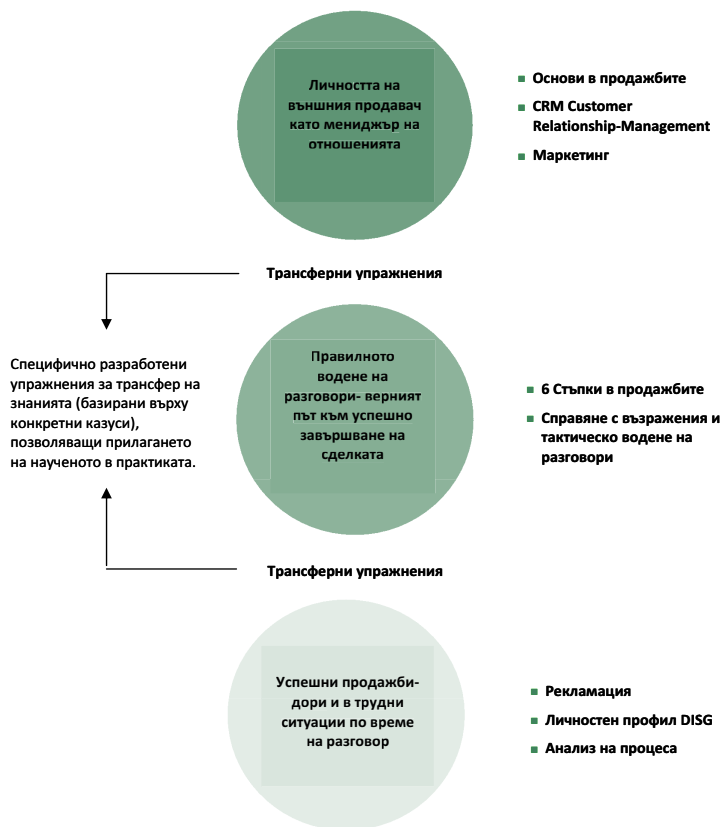 Личността на
външния продавач
като мениджър на
отношенията
Основи в продажбите
CRM Customer
Relationship-Management
Маркетинг
Трансферни упражнения
Специфично разработени
упражнения за трансфер на
знанията (базирани върху
конкретни казуси),
позволяващи прилагането
на наученото в практиката.
Правилното
водене на
разговори- верният
път към успешно
завършване на
сделката
6 Стъпки в продажбите
Справяне с възражения и
тактическо водене на
разговори
Трансферни упражнения
Успешни продажби-
дори и в трудни
ситуации по време
на разговор
Рекламация
Личностен профил DISG
Анализ на процеса